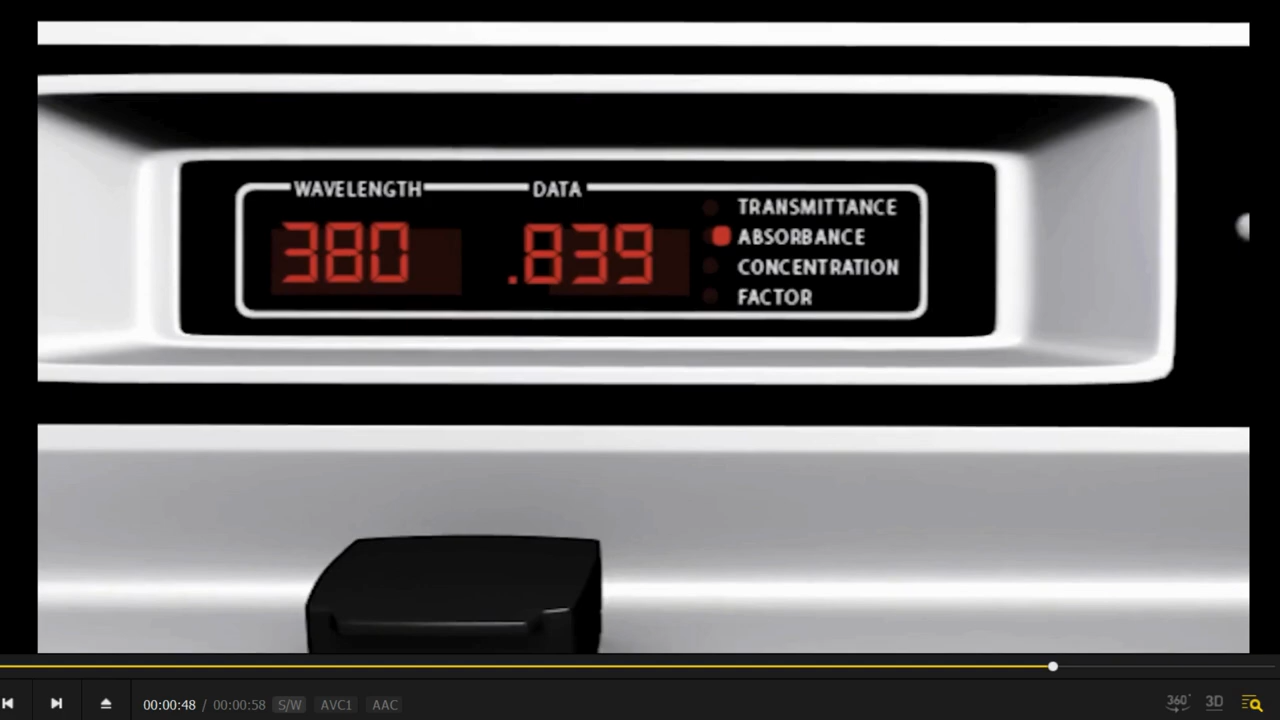 WAVELENGTH DATA
380 .839
TRANSMITTANCE
ABSORBANCE
CONCENTRATION
FACTOR
00:00:48 / 00:00:58 S/W AVC1 AAC 360° 3D